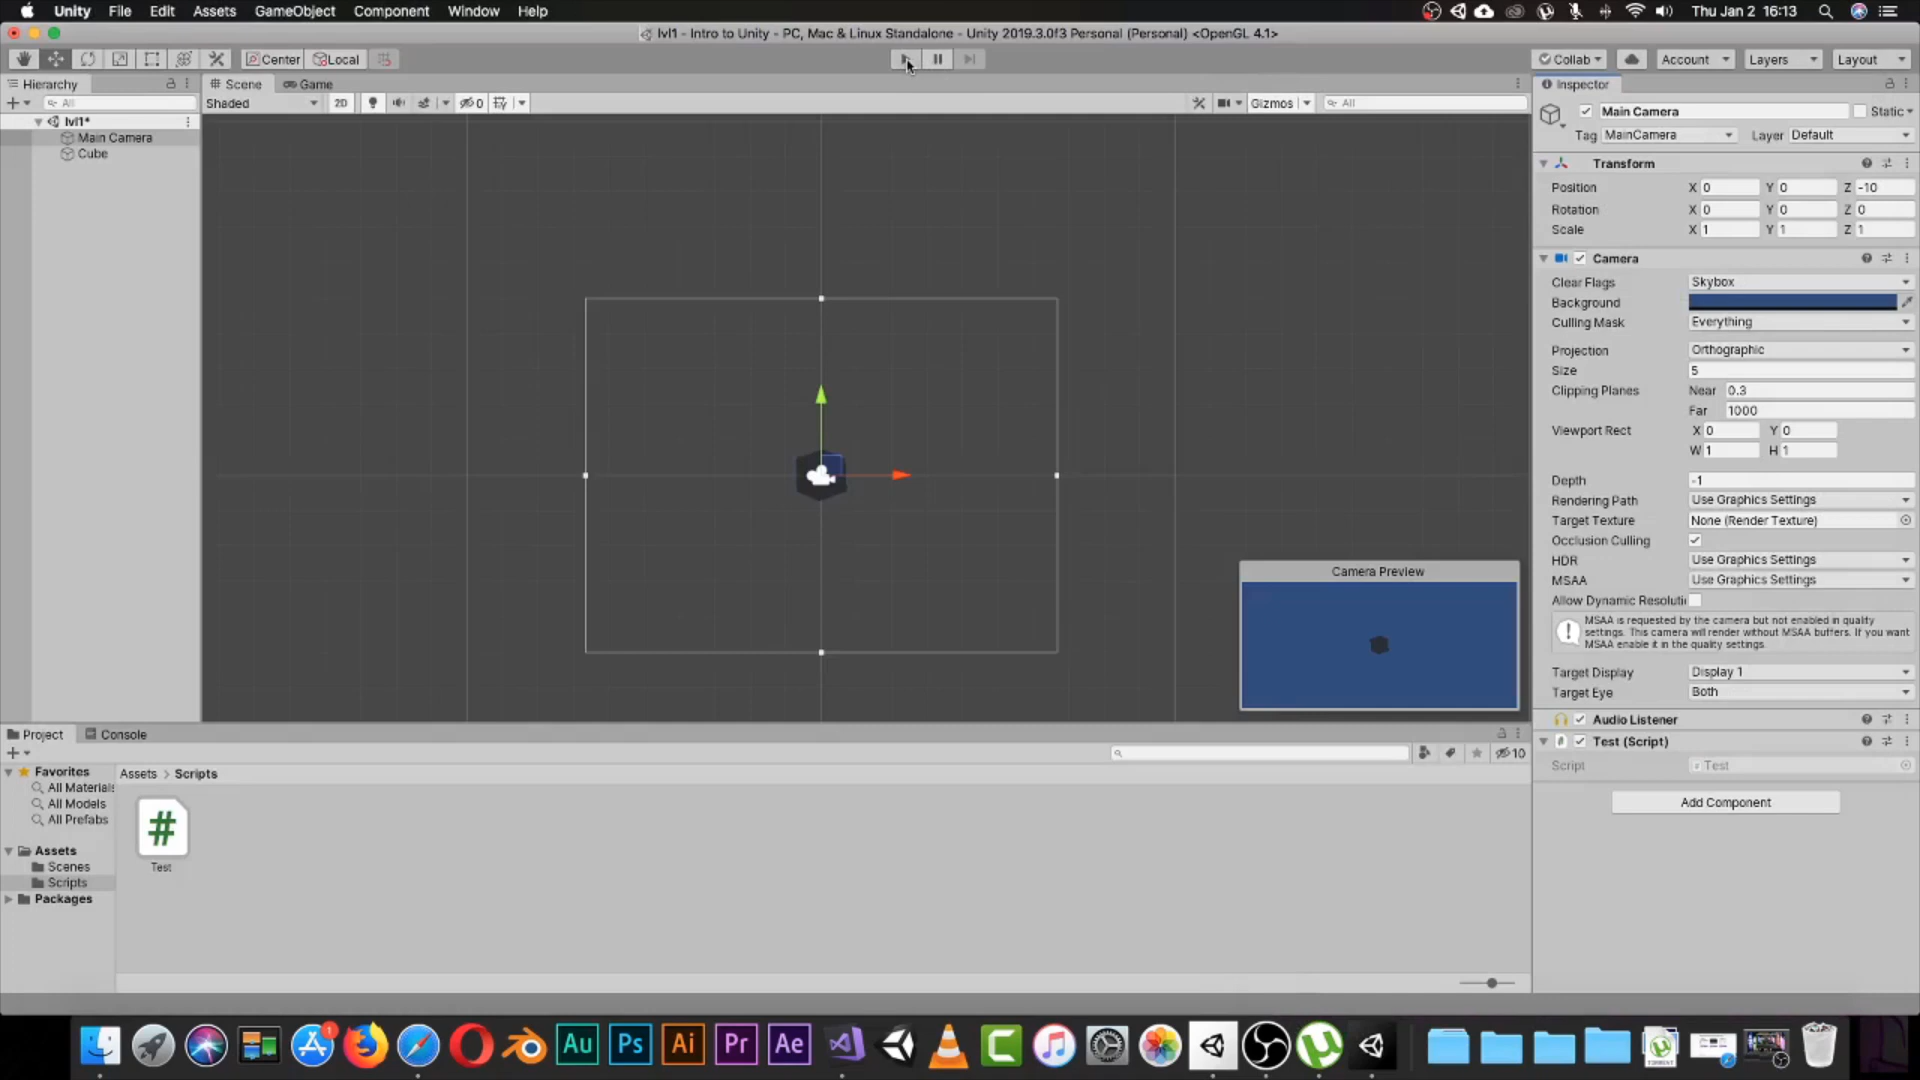 Unity File Edit Assets GameObject Component Window Help
Thu Jan 2 16:13
lvl1 - Intro to Unity - PC, Mac & Linux Standalone - Unity 2019.3.0f3 Personal (Personal) <OpenGL 4.1>
Center Local
Collab Account Layers Layout
Hierarchy
All
lvl1*
Main Camera
Cube
Scene Game
Shaded 2D 0 Gizmos All
Camera Preview
Inspector
Main Camera Static
Tag MainCamera Layer Default
Transform
Position X 0 Y 0 Z -10
Rotation X 0 Y 0 Z 0
Scale X 1 Y 1 Z 1
Camera
Clear Flags Skybox
Background
Culling Mask Everything
Projection Orthographic
Size 5
Clipping Planes Near 0.3
Far 1000
Viewport Rect X 0 Y 0
W 1 H 1
Depth -1
Rendering Path Use Graphics Settings
Target Texture None (Render Texture)
Occlusion Culling
HDR Use Graphics Settings
MSAA Use Graphics Settings
Allow Dynamic Resoluti
MSAA is requested by the camera but not enabled in quality
settings. This camera will render without MSAA buffers. If you want
MSAA enable it in the quality settings.
Target Display Display 1
Target Eye Both
Audio Listener
# Test (Script)
Script Test
Add Component
Project Console
10
Favorites
All Materials
All Models
All Prefabs
Assets
Scenes
Scripts
Packages
Assets > Scripts
#
Test
1
Au Ps Ai Pr Ae